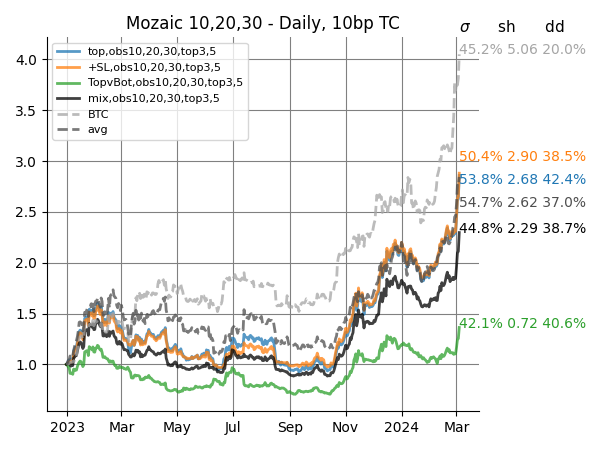 Mozaic 10,20,30 - Daily, 10bp TC
σ sh dd
top,obs10,20,30,top3,5
+SL,obs10,20,30,top3,5
TopvBot,obs10,20,30,top3,5
mix,obs10,20,30,top3,5
BTC
avg
45.2% 5.06 20.0%
50.4% 2.90 38.5%
53.8% 2.68 42.4%
54.7% 2.62 37.0%
44.8% 2.29 38.7%
42.1% 0.72 40.6%
4.0
3.5
3.0
2.5
2.0
1.5
1.0
2023 Mar May Jul Sep Nov 2024 Mar